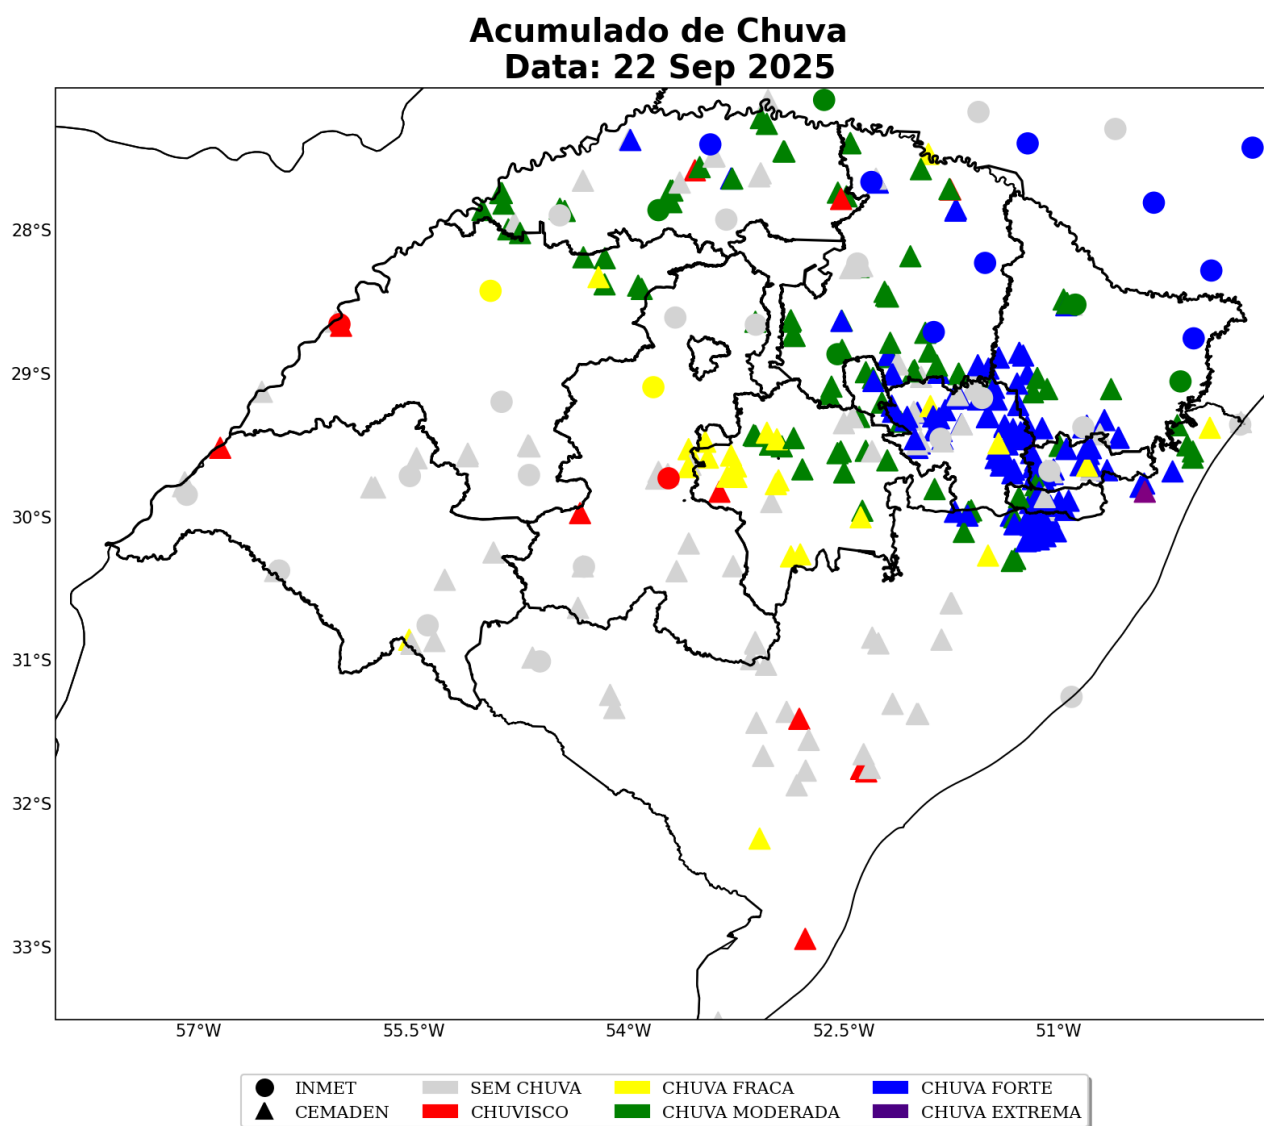 Acumulado de Chuva
Data: 22 Sep 2025
28°S
29°S
30°S
31°S
32°S
33°S
57°W 55.5°W 54°W 52.5°W 51°W
INMET SEM CHUVA CHUVA FRACA CHUVA FORTE
CEMADEN CHUVISCO CHUVA MODERADA CHUVA EXTREMA